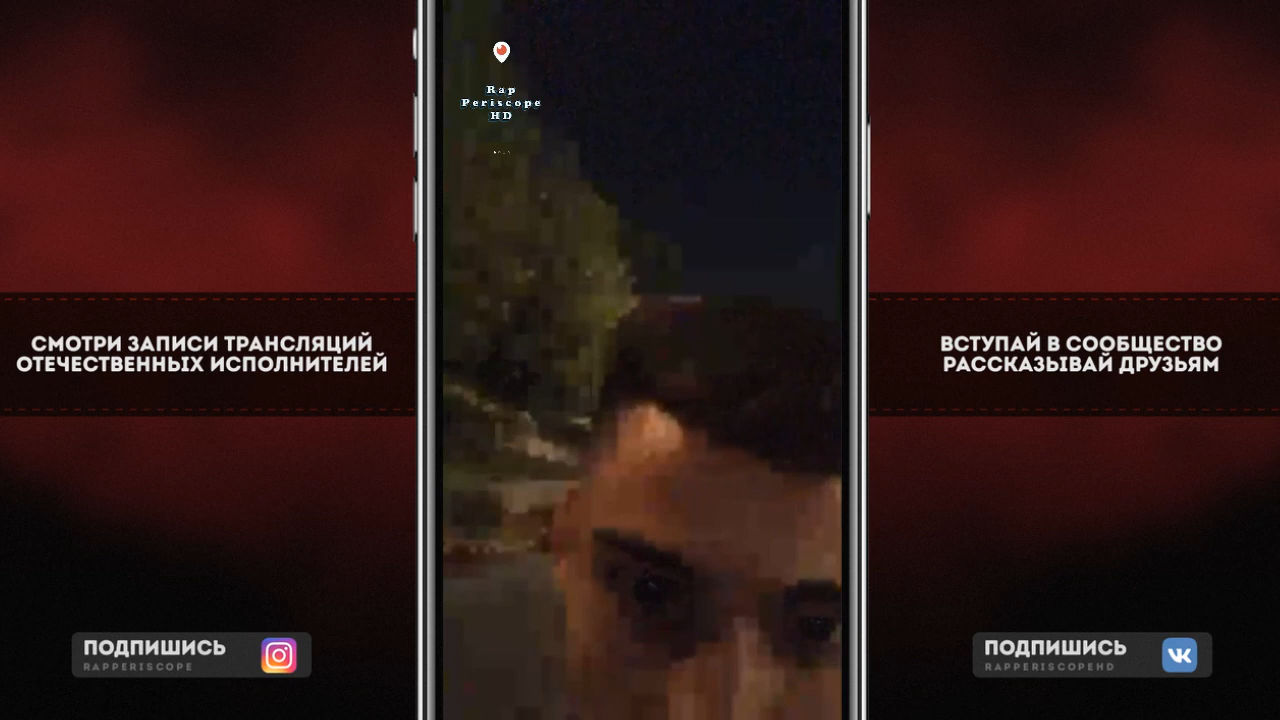 Rap
Periscope
HD
СМОТРИ ЗАПИСИ ТРАНСЛЯЦИЙ
ОТЕЧЕСТВЕННЫХ ИСПОЛНИТЕЛЕЙ
ВСТУПАЙ В СООБЩЕСТВО
РАССКАЗЫВАЙ ДРУЗЬЯМ
ПОДПИШИСЬ
RAPPERISCOPE
ПОДПИШИСЬ
RAPPERISCOPEHD